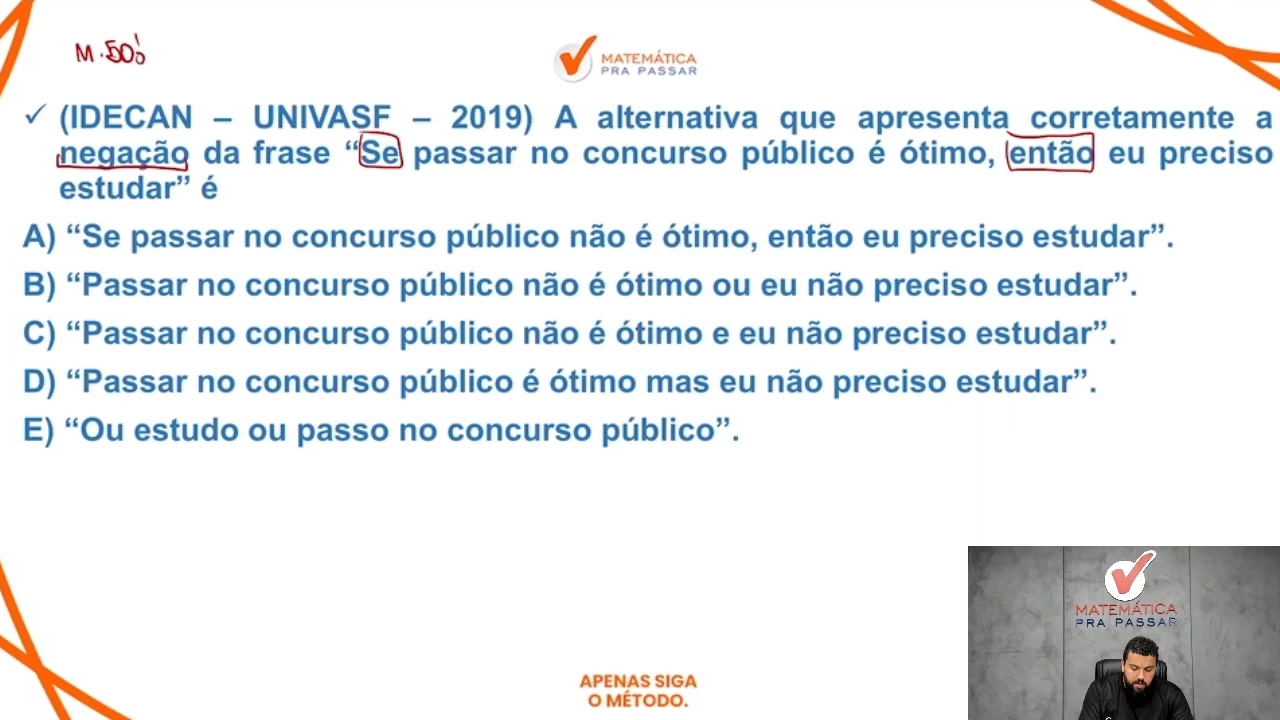 M.50%
MATEMÁTICA
PRA PASSAR
✓ (IDECAN – UNIVASF – 2019) A alternativa que apresenta corretamente a
negação da frase “Se passar no concurso público é ótimo, então eu preciso
estudar” é
A) “Se passar no concurso público não é ótimo, então eu preciso estudar”.
B) “Passar no concurso público não é ótimo ou eu não preciso estudar”.
C) “Passar no concurso público não é ótimo e eu não preciso estudar”.
D) “Passar no concurso público é ótimo mas eu não preciso estudar”.
E) “Ou estudo ou passo no concurso público”.
MATEMÁTICA
PRA PASSAR
APENAS SIGA
O MÉTODO.